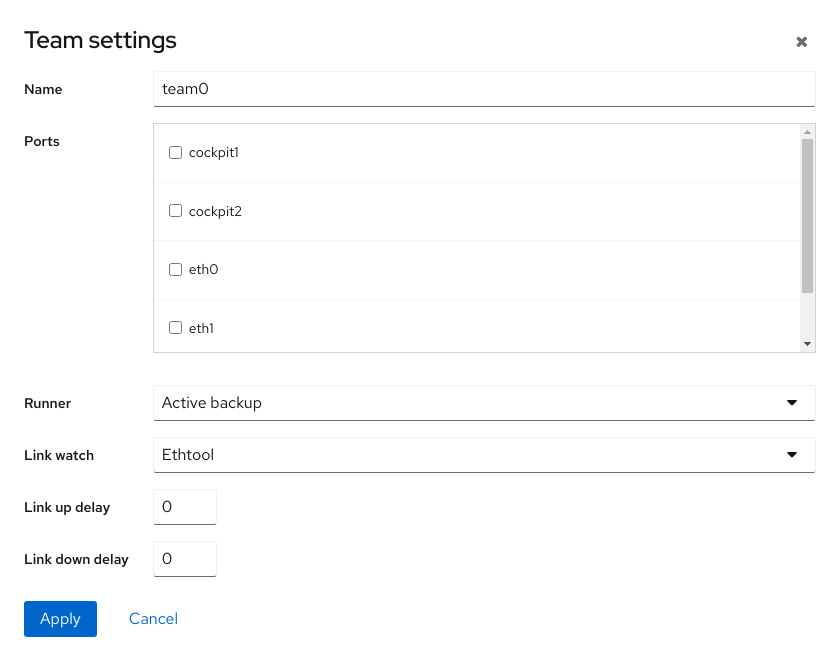 Team settings
Name
team0
Ports
cockpit1
cockpit2
eth0
eth1
Runner
Active backup
Link watch
Ethtool
Link up delay
0
Link down delay
0
Apply
Cancel